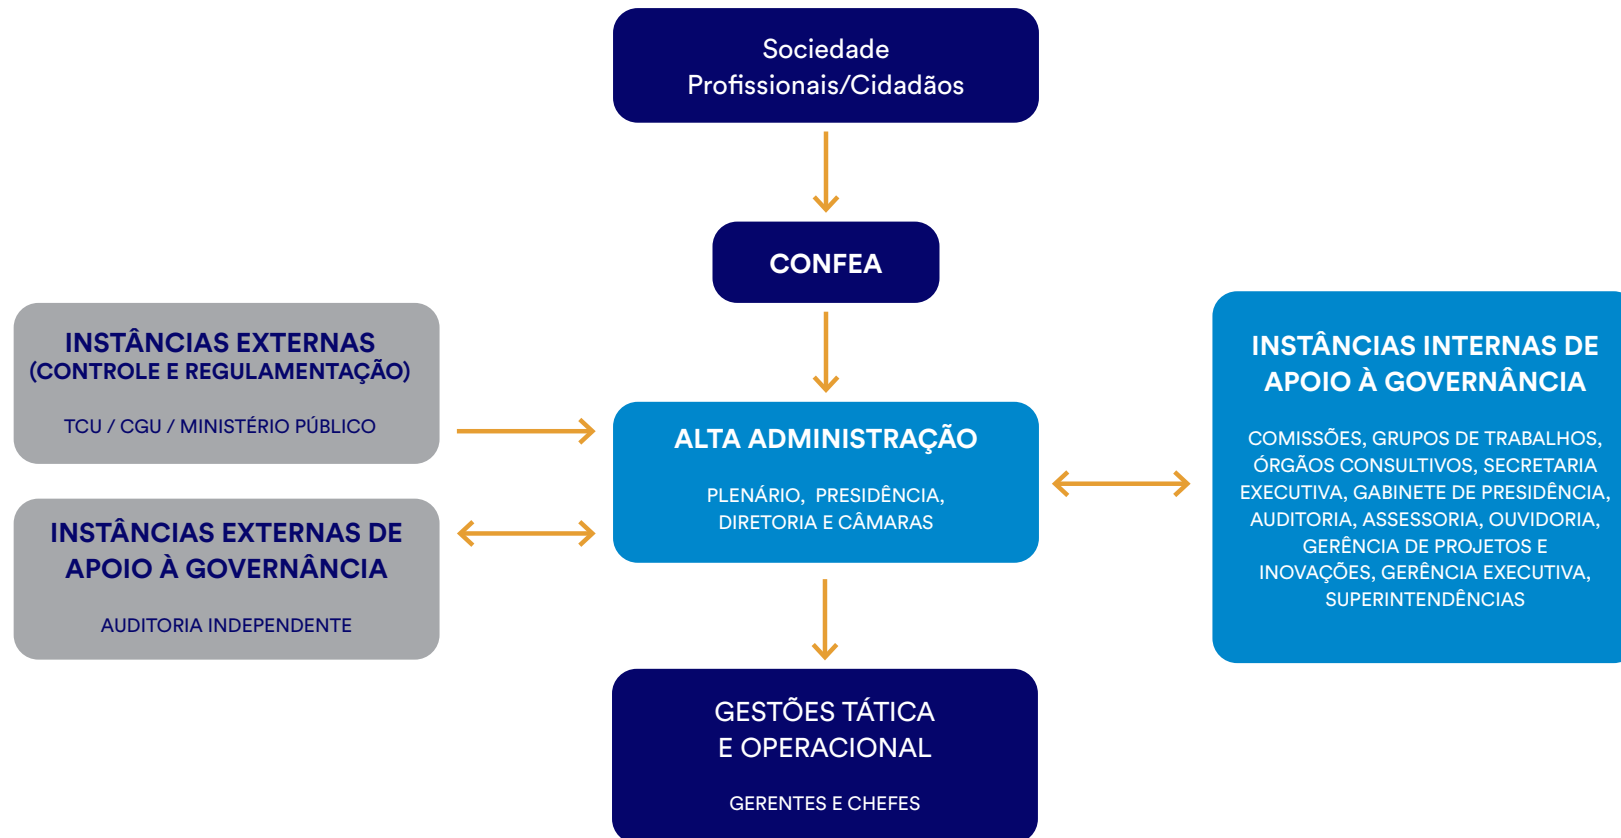 Sociedade
Profissionais/Cidadãos
CONFEA
INSTÂNCIAS EXTERNAS
(CONTROLE E REGULAMENTAÇÃO)
TCU / CGU / MINISTÉRIO PÚBLICO
INSTÂNCIAS EXTERNAS DE
APOIO À GOVERNÂNCIA
AUDITORIA INDEPENDENTE
ALTA ADMINISTRAÇÃO
PLENÁRIO, PRESIDÊNCIA,
DIRETORIA E CÂMARAS
INSTÂNCIAS INTERNAS DE
APOIO À GOVERNÂNCIA
COMISSÕES, GRUPOS DE TRABALHOS,
ÓRGÃOS CONSULTIVOS, SECRETARIA
EXECUTIVA, GABINETE DE PRESIDÊNCIA,
AUDITORIA, ASSESSORIA, OUVIDORIA,
GERÊNCIA DE PROJETOS E
INOVAÇÕES, GERÊNCIA EXECUTIVA,
SUPERINTENDÊNCIAS
GESTÕES TÁTICA
E OPERACIONAL
GERENTES E CHEFES